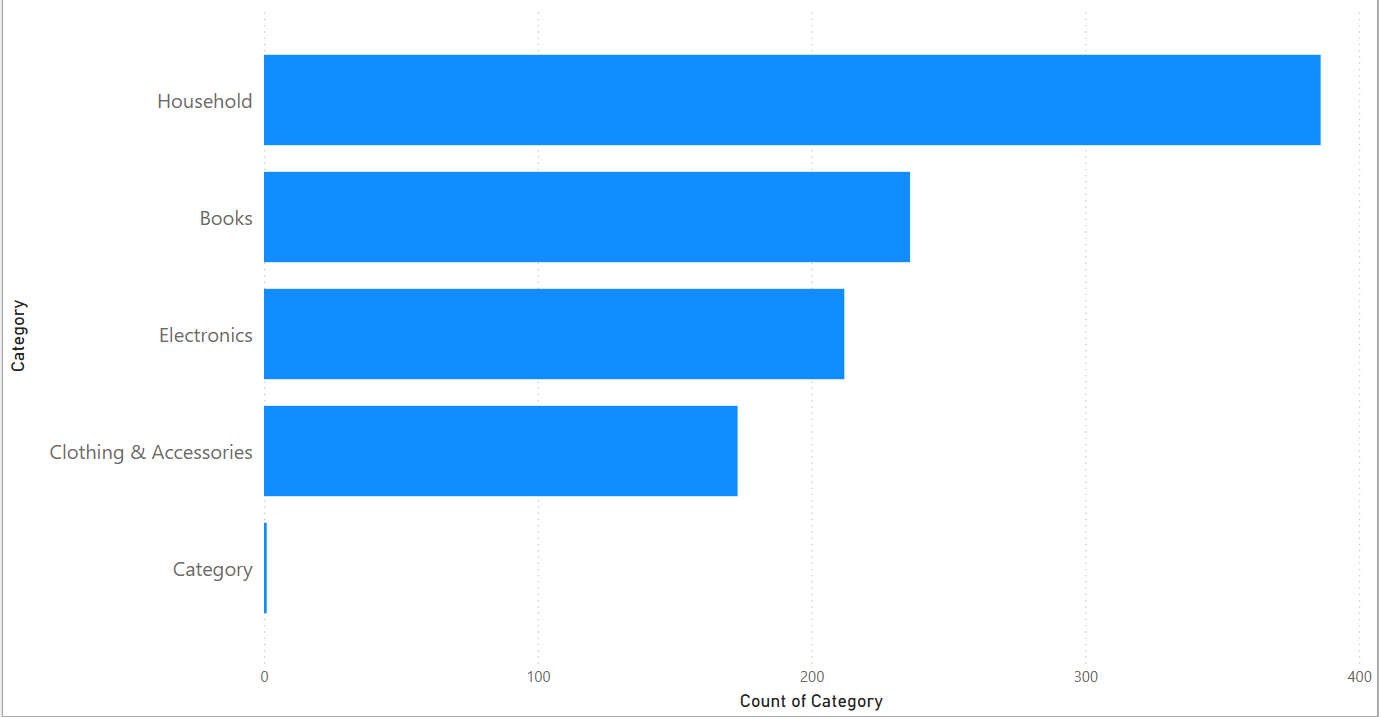 Household
Books
Electronics
Clothing & Accessories
Category
Category
0 100 200 300 400
Count of Category